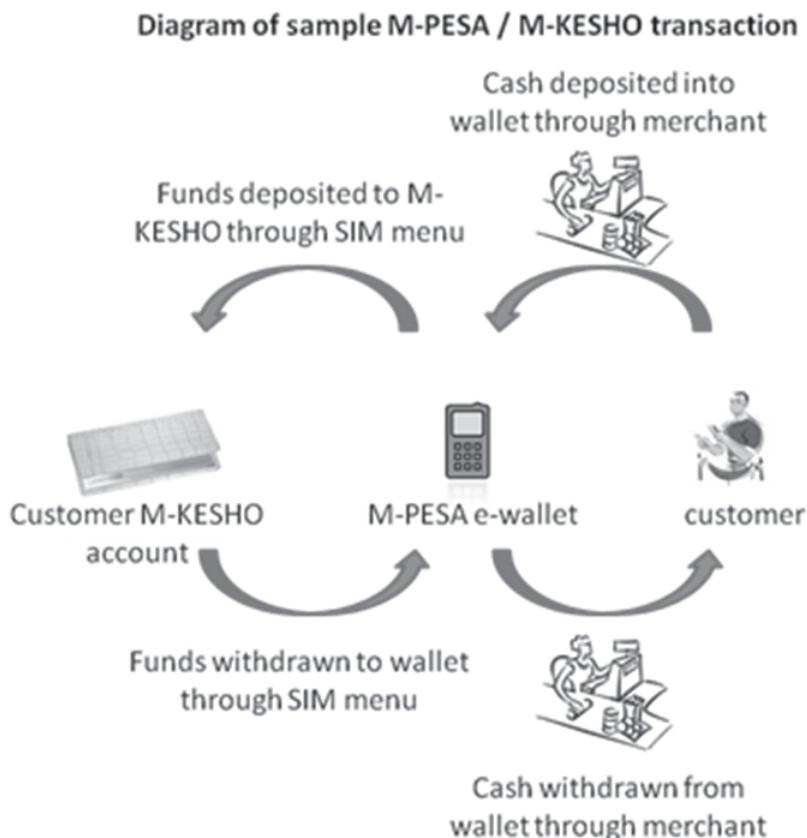 Diagram of sample M-PESA / M-KESHO transaction
Cash deposited into
wallet through merchant
Funds deposited to M-
KESHO through SIM menu
Customer M-KESHO
account
M-PESA e-wallet
customer
Funds withdrawn to wallet
through SIM menu
Cash withdrawn from
wallet through merchant